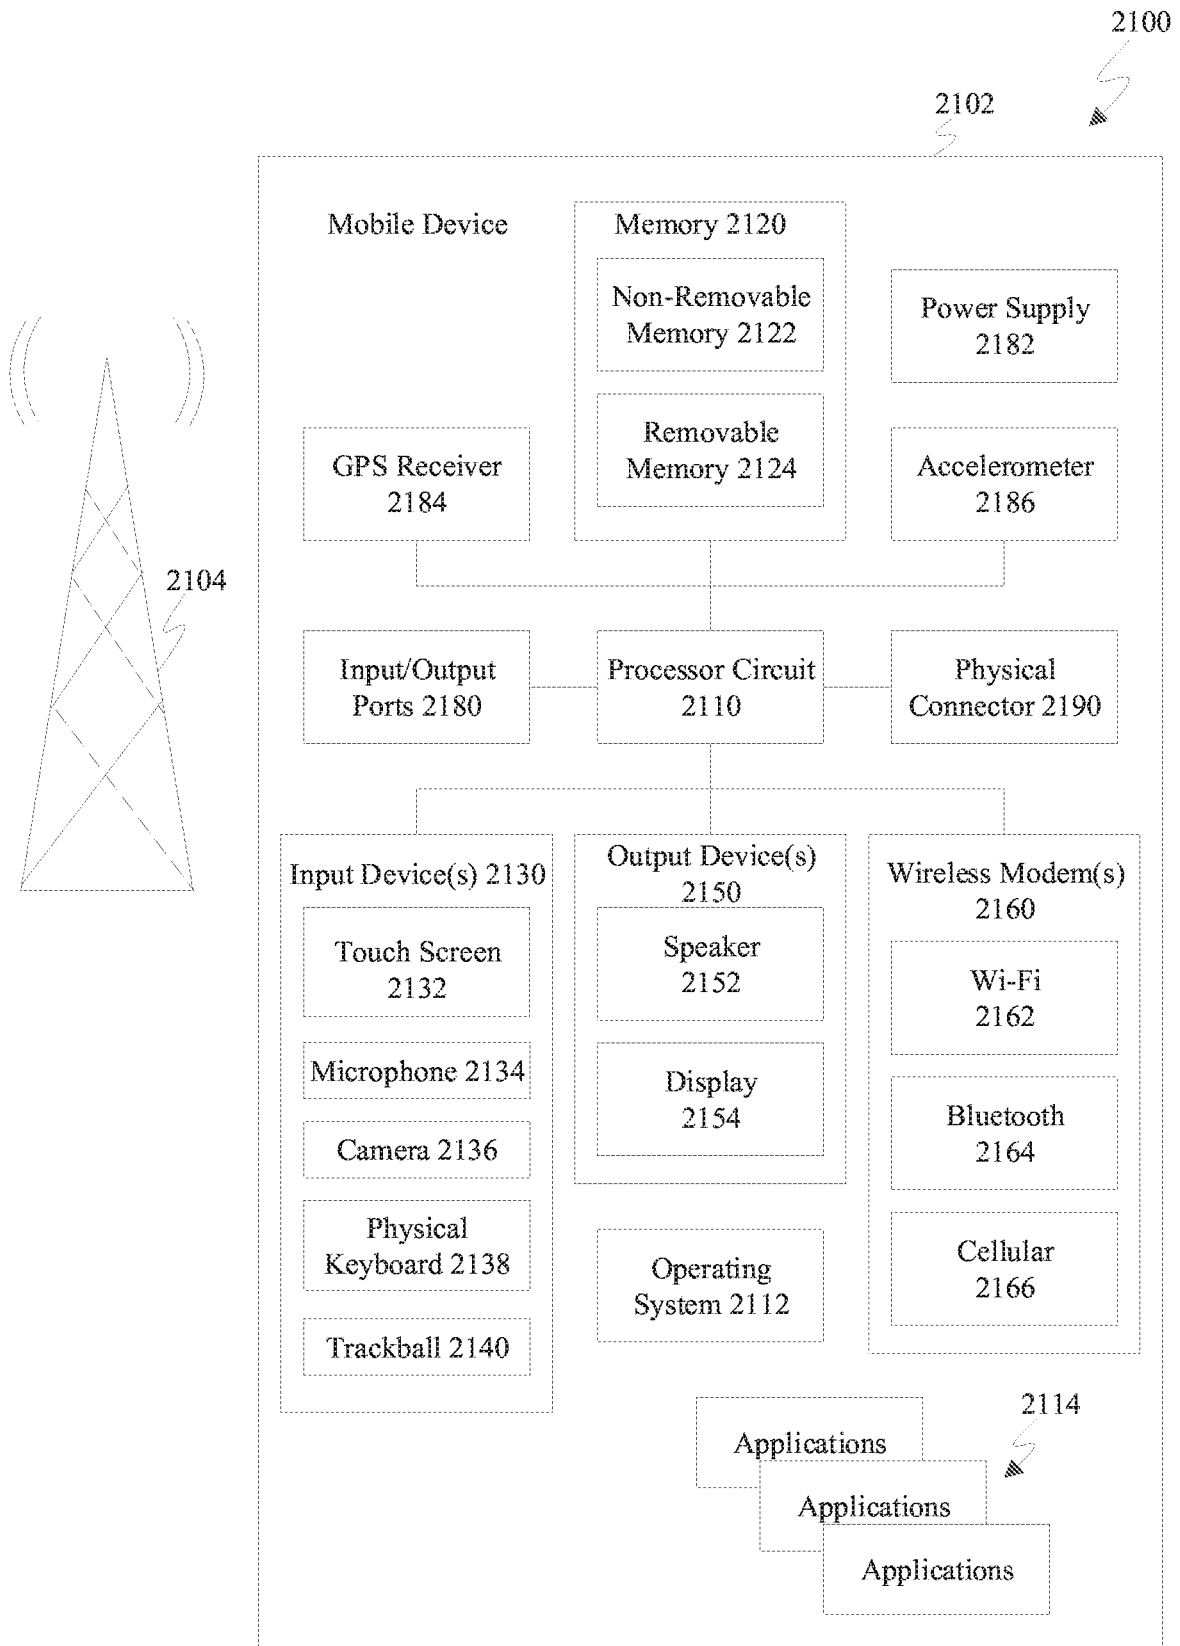 2100
2102
Mobile Device
Memory 2120
Non-Removable
Memory 2122
Power Supply
2182
Removable
Memory 2124
GPS Receiver
2184
Accelerometer
2186
2104
Input/Output
Ports 2180
Processor Circuit
2110
Physical
Connector 2190
Input Device(s) 2130
Output Device(s)
2150
Wireless Modem(s)
2160
Touch Screen
2132
Speaker
2152
Wi-Fi
2162
Microphone 2134
Display
2154
Bluetooth
2164
Camera 2136
Physical
Keyboard 2138
Operating
System 2112
Cellular
2166
Trackball 2140
2114
Applications
Applications
Applications